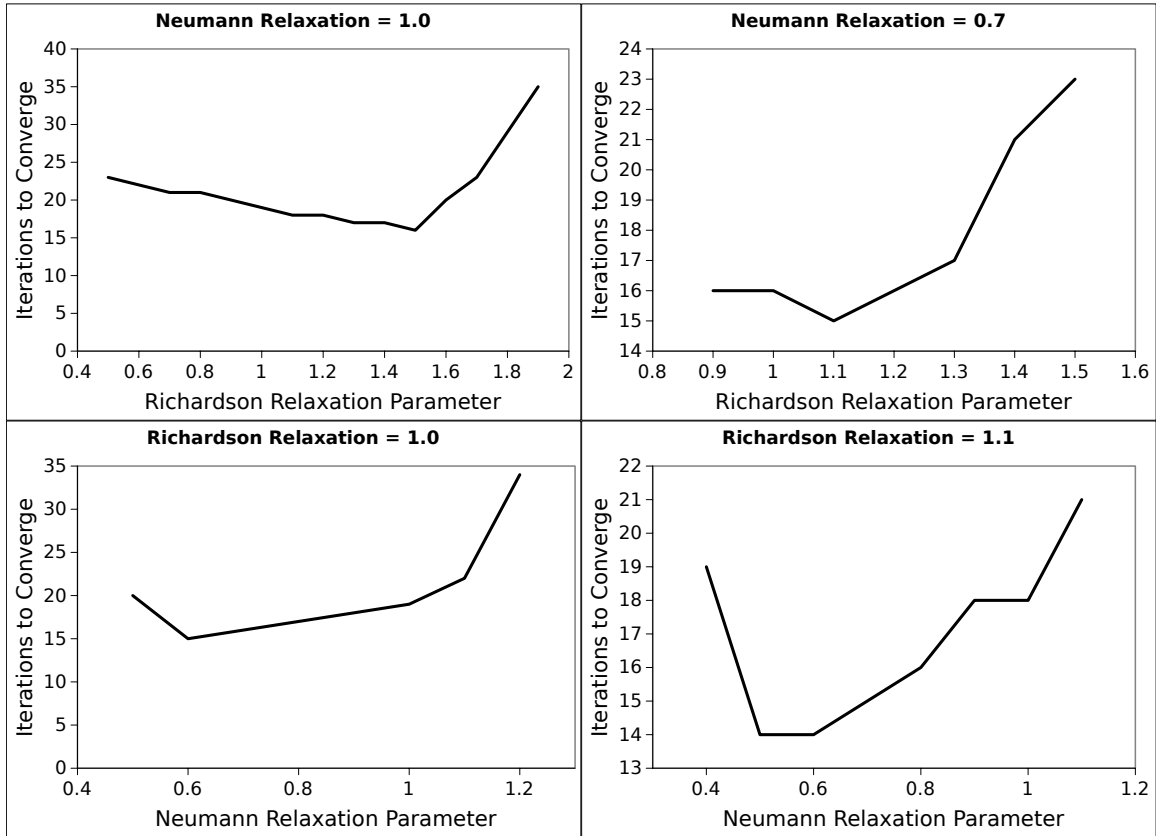 Neumann Relaxation = 1.0
40
35
30
25
20
15
10
5
0
Iterations to Converge
0.4 0.6 0.8 1 1.2 1.4 1.6 1.8 2
Richardson Relaxation Parameter
Neumann Relaxation = 0.7
24
23
22
21
20
19
18
17
16
15
14
Iterations to Converge
0.8 0.9 1 1.1 1.2 1.3 1.4 1.5 1.6
Richardson Relaxation Parameter
Richardson Relaxation = 1.0
35
30
25
20
15
10
5
0
Iterations to Converge
0.4 0.6 0.8 1 1.2
Neumann Relaxation Parameter
Richardson Relaxation = 1.1
22
21
20
19
18
17
16
15
14
13
Iterations to Converge
0.4 0.6 0.8 1 1.2
Neumann Relaxation Parameter